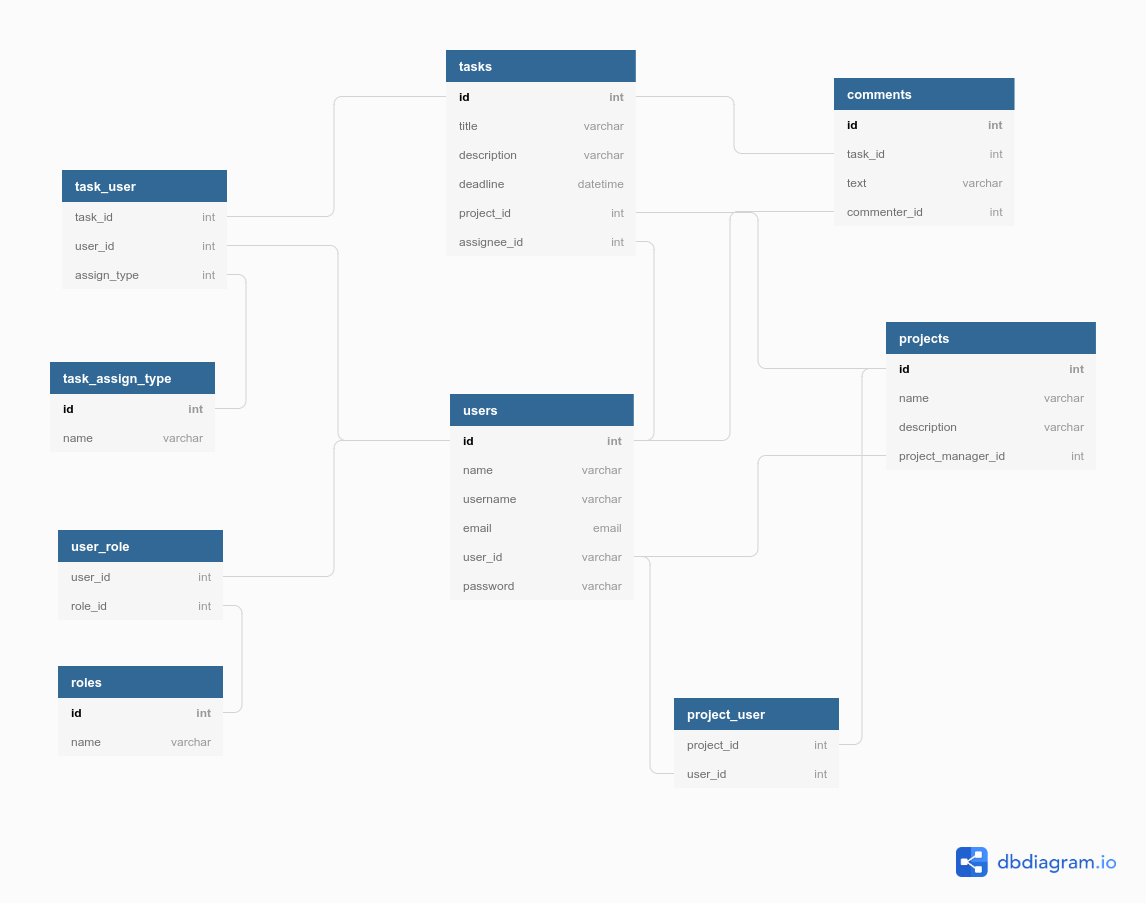 tasks
id int
title varchar
description varchar
deadline datetime
project_id int
assignee_id int
comments
id int
task_id int
text varchar
commenter_id int
task_user
task_id int
user_id int
assign_type int
task_assign_type
id int
name varchar
users
id int
name varchar
username varchar
email email
user_id varchar
password varchar
projects
id int
name varchar
description varchar
project_manager_id int
user_role
user_id int
role_id int
roles
id int
name varchar
project_user
project_id int
user_id int
dbdiagram.io